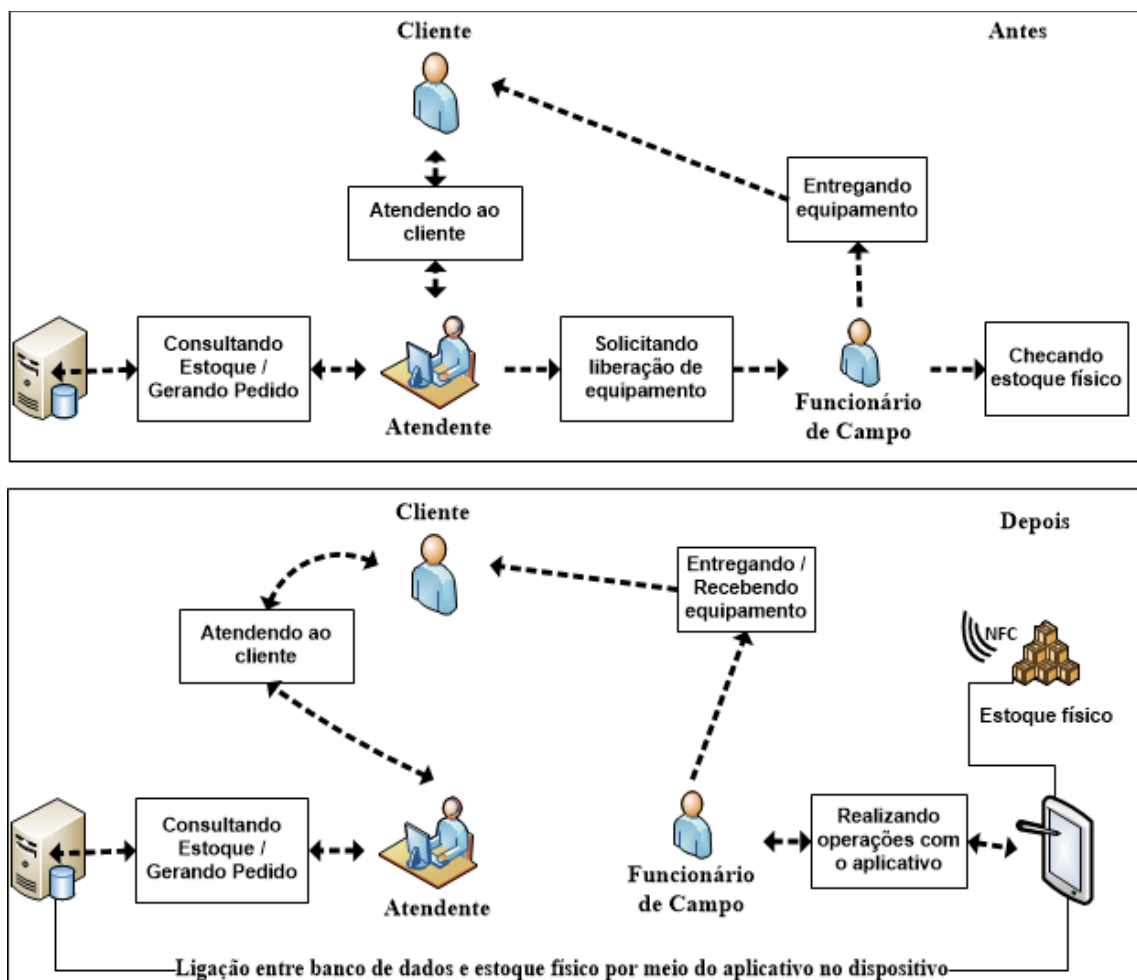 Cliente
Antes
Entregando
equipamento
Atendendo ao
cliente
Consultando
Estoque /
Gerando Pedido
Solicitando
liberação de
equipamento
Checando
estoque físico
Atendente
Funcionário
de Campo
Cliente
Depois
Entregando /
Recebendo
equipamento
NFC
Atendendo ao
cliente
Estoque físico
Consultando
Estoque /
Gerando Pedido
Realizando
operações com
o aplicativo
Atendente
Funcionário
de Campo
Ligação entre banco de dados e estoque físico por meio do aplicativo no dispositivo